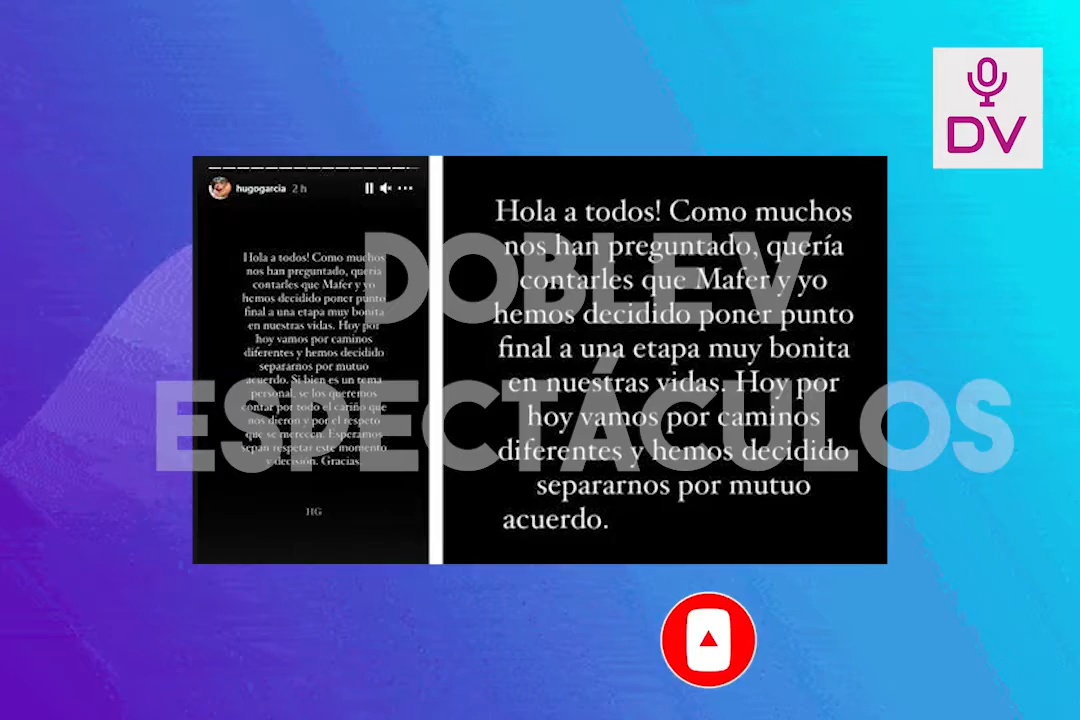 DV
hugogarcia 2 h
Hola a todos! Como muchos
nos han preguntado, quería
contarles que Mafer y yo
hemos decidido poner punto
final a una etapa muy bonita
en nuestras vidas. Hoy por
hoy vamos por caminos
diferentes y hemos decidido
separarnos por mutuo
acuerdo. Si bien es un tema
personal, se los queremos
contar por todo el cariño que
nos dieron y por el respeto
que se merecen. Esperamos
sepan respetar este momento
y decisión. Gracias.
HG
Hola a todos! Como muchos
nos han preguntado, quería
contarles que Mafer y yo
hemos decidido poner punto
final a una etapa muy bonita
en nuestras vidas. Hoy por
hoy vamos por caminos
diferentes y hemos decidido
separarnos por mutuo
acuerdo.
DOBLE V
ESPECTÁCULOS